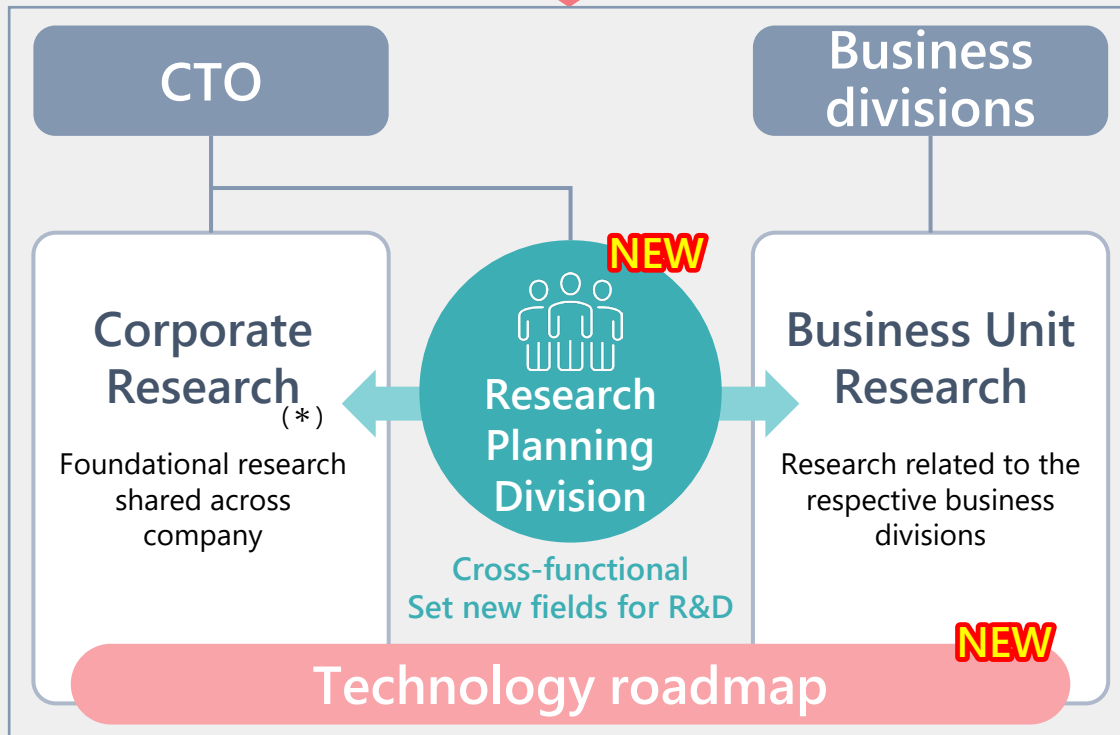 CTO
Business
divisions
Corporate
Research
(*)
Foundational research
shared across
company
NEW
Research
Planning
Division
Cross-functional
Set new fields for R&D
Business Unit
Research
Research related to the
respective business
divisions
NEW
Technology roadmap